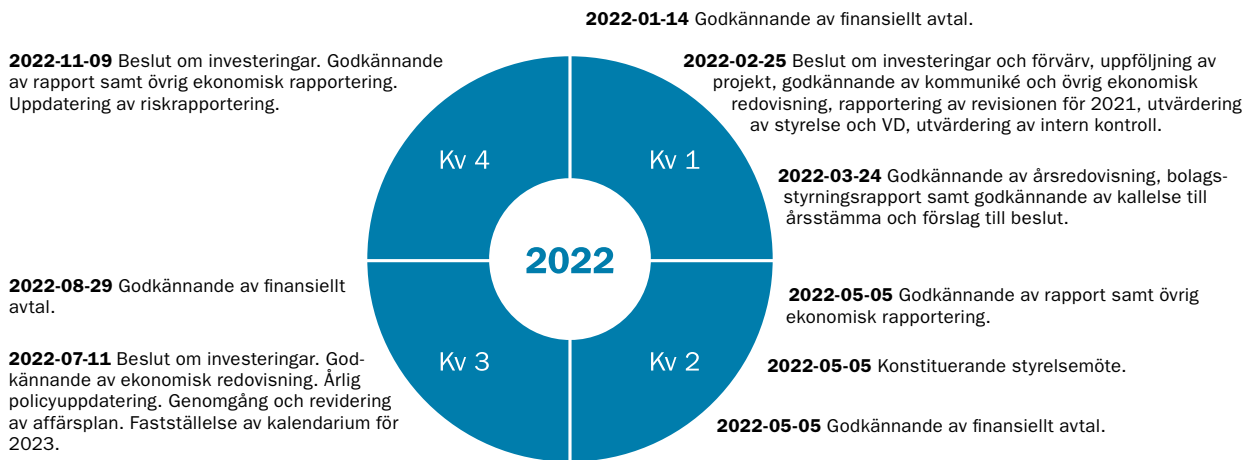 2022-01-14 Godkännande av finansiellt avtal.
2022-02-25 Beslut om investeringar och förvärv, uppföljning av
projekt, godkännande av kommuniké och övrig ekonomisk
redovisning, rapportering av revisionen för 2021, utvärdering
av styrelse och VD, utvärdering av intern kontroll.
2022-03-24 Godkännande av årsredovisning, bolags-
styrningsrapport samt godkännande av kallelse till
årsstämma och förslag till beslut.
2022-05-05 Godkännande av rapport samt övrig
ekonomisk rapportering.
2022-05-05 Konstituerande styrelsemöte.
2022-05-05 Godkännande av finansiellt avtal.
2022-11-09 Beslut om investeringar. Godkännande
av rapport samt övrig ekonomisk rapportering.
Uppdatering av riskrapportering.
2022-08-29 Godkännande av finansiellt
avtal.
2022-07-11 Beslut om investeringar. God-
kännande av ekonomisk redovisning. Årlig
policyuppdatering. Genomgång och revidering
av affärsplan. Fastställelse av kalendarium för
2023.
Kv 4
Kv 1
2022
Kv 3
Kv 2